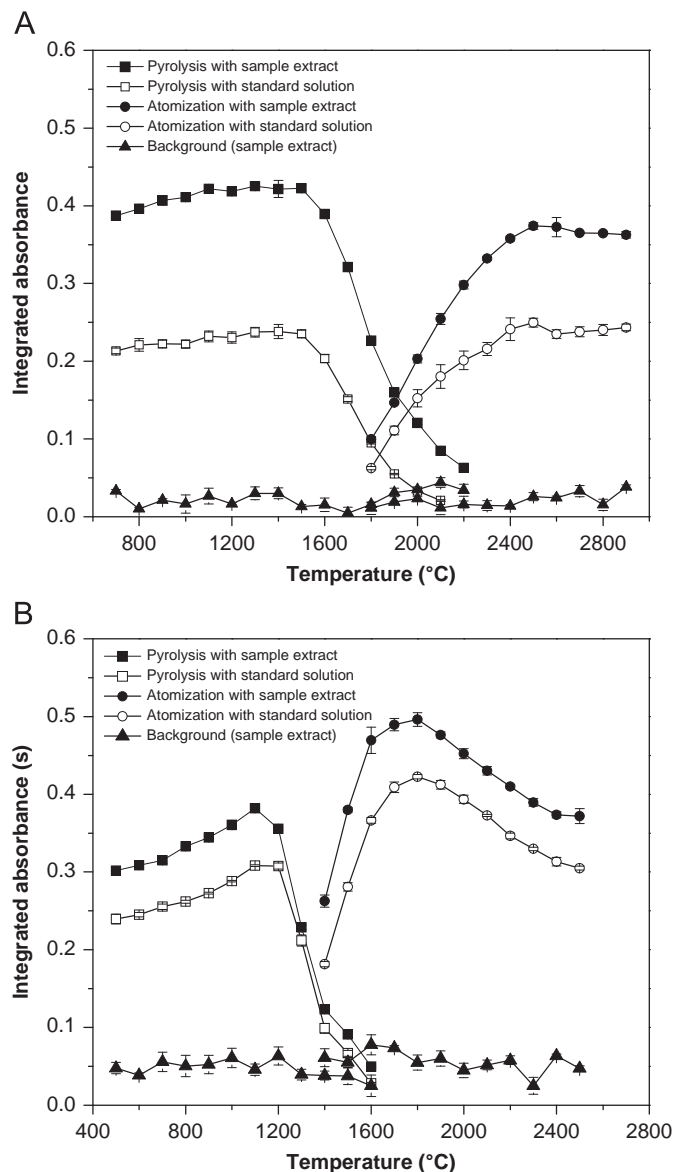 A
0.6
Pyrolysis with sample extract
Pyrolysis with standard solution
0.5
Atomization with sample extract
Atomization with standard solution
Background (sample extract)
0.4
0.3
0.2
0.1
0.0
Integrated absorbance
800 1200 1600 2000 2400 2800
Temperature (°C)
B
0.6
Pyrolysis with sample extract
Pyrolysis with standard solution
Atomization with sample extract
0.5
Atomization with standard solution
Background (sample extract)
0.4
0.3
0.2
0.1
0.0
Integrated absorbance (s)
400 800 1200 1600 2000 2400 2800
Temperature (°C)